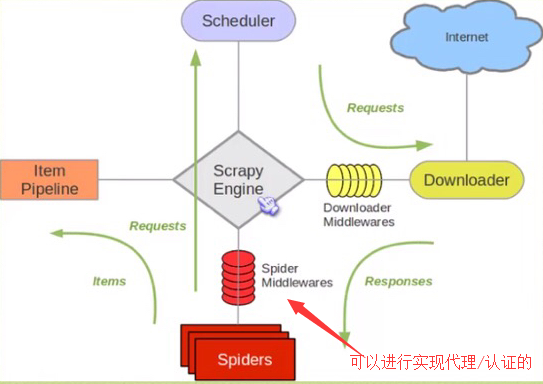 Scheduler
Internet
Requests
Item
Pipeline
Scrapy
Engine
Downloader
Downloader
Middlewares
Requests
Items
Spider
Middlewares
Responses
Spiders
可以进行实现代理/认证的